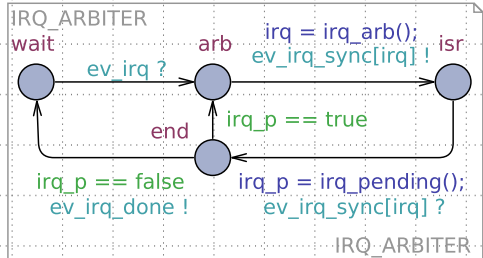 IRQ_ARBITER
wait
arb
irq = irq_arb();
isr
ev_irq ?
ev_irq_sync[irq] !
end
irq_p == true
irq_p == false
irq_p = irq_pending();
ev_irq_done !
ev_irq_sync[irq] ?
IRQ_ARBITER